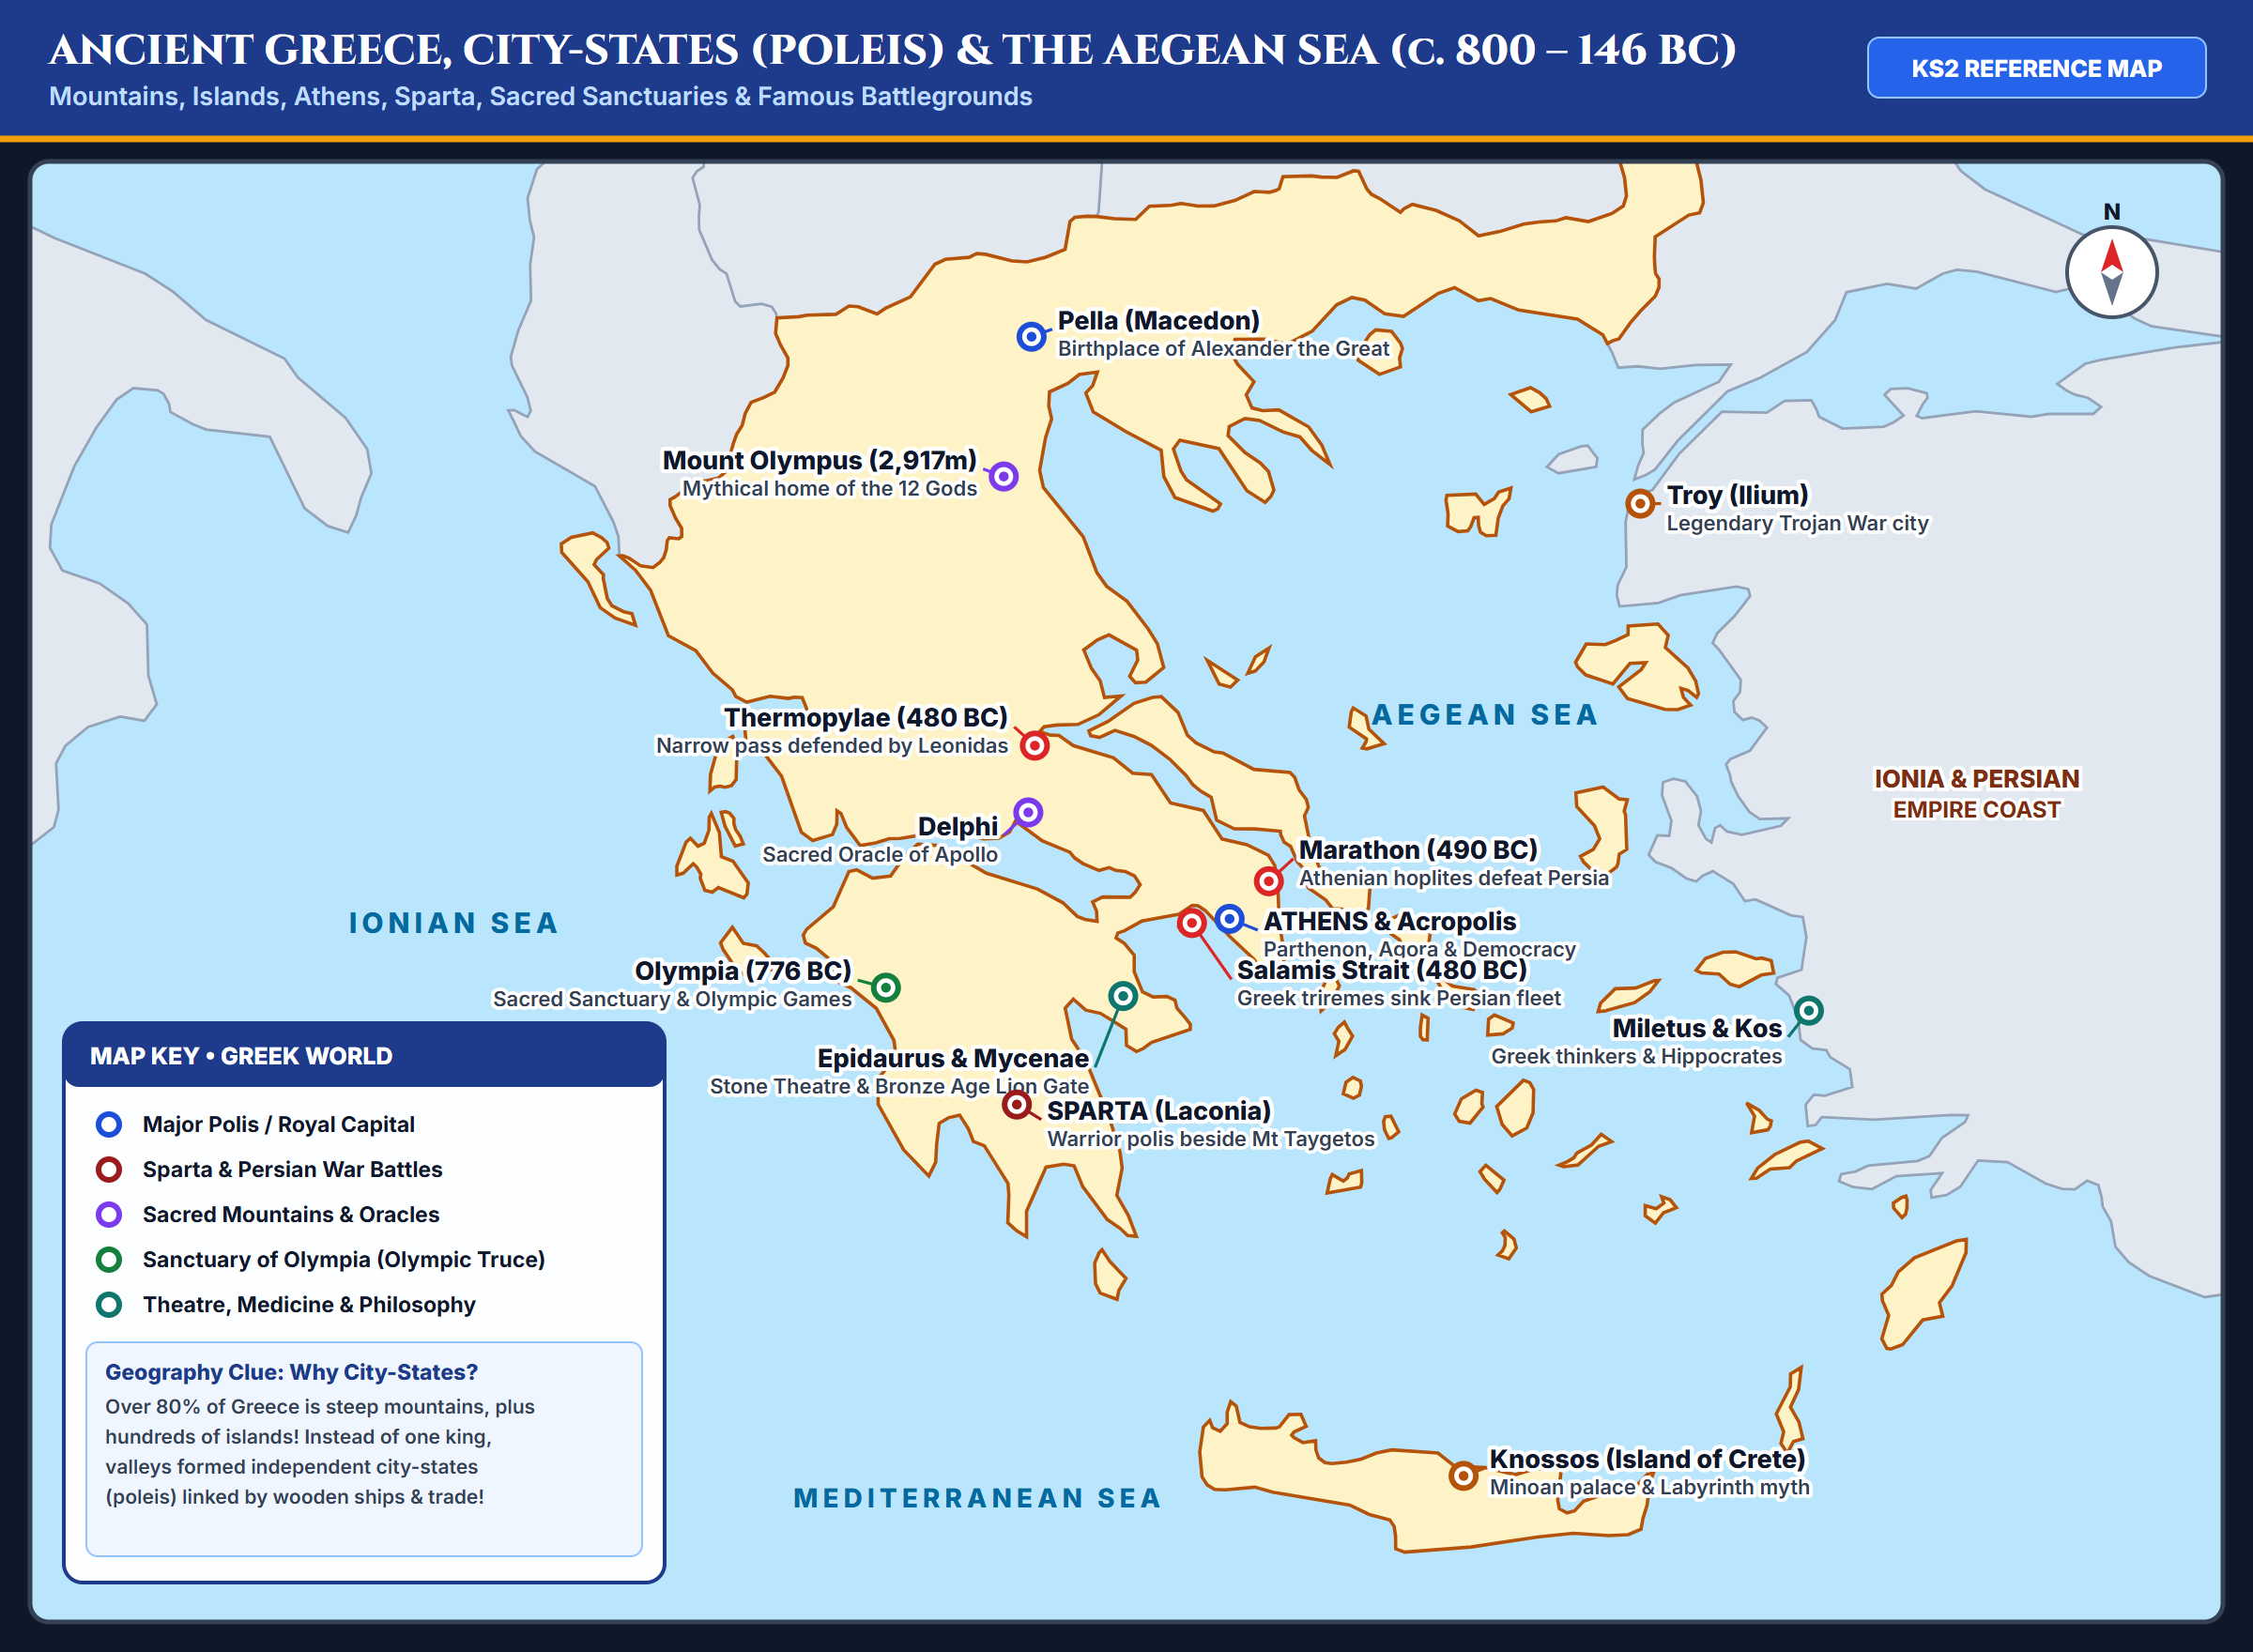 ANCIENT GREECE, CITY-STATES (POLEIS) & THE AEGEAN SEA (C. 800 – 146 BC)
Mountains, Islands, Athens, Sparta, Sacred Sanctuaries & Famous Battlegrounds
KS2 REFERENCE MAP
N
Pella (Macedon)
Birthplace of Alexander the Great
Mount Olympus (2,917m)
Mythical home of the 12 Gods
Troy (Ilium)
Legendary Trojan War city
Thermopylae (480 BC)
Narrow pass defended by Leonidas
AEGEAN SEA
IONIA & PERSIAN
EMPIRE COAST
Delphi
Sacred Oracle of Apollo
Marathon (490 BC)
Athenian hoplites defeat Persia
IONIAN SEA
ATHENS & Acropolis
Parthenon, Agora & Democracy
Olympia (776 BC)
Sacred Sanctuary & Olympic Games
Salamis Strait (480 BC)
Greek triremes sink Persian fleet
Miletus & Kos
Greek thinkers & Hippocrates
Epidaurus & Mycenae
Stone Theatre & Bronze Age Lion Gate
SPARTA (Laconia)
Warrior polis beside Mt Taygetos
MAP KEY • GREEK WORLD
Major Polis / Royal Capital
Sparta & Persian War Battles
Sacred Mountains & Oracles
Sanctuary of Olympia (Olympic Truce)
Theatre, Medicine & Philosophy
Geography Clue: Why City-States?
Over 80% of Greece is steep mountains, plus
hundreds of islands! Instead of one king,
valleys formed independent city-states
(poleis) linked by wooden ships & trade!
Knossos (Island of Crete)
Minoan palace & Labyrinth myth
MEDITERRANEAN SEA